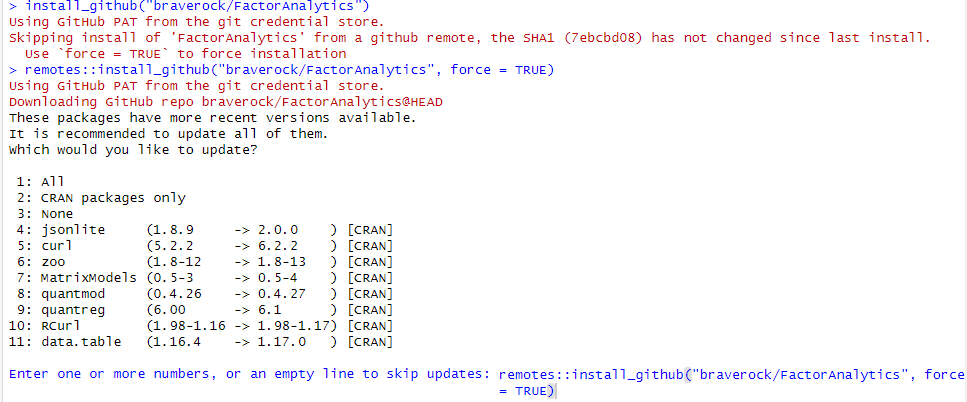 > install_github("braverock/FactorAnalytics")
Using GitHub PAT from the git credential store.
Skipping install of 'FactorAnalytics' from a github remote, the SHA1 (7ebcbd08) has not changed since last install.
  Use `force = TRUE` to force installation
> remotes::install_github("braverock/FactorAnalytics", force = TRUE)
Using GitHub PAT from the git credential store.
Downloading GitHub repo braverock/FactorAnalytics@HEAD
These packages have more recent versions available.
It is recommended to update all of them.
Which would you like to update?

 1: All
 2: CRAN packages only
 3: None
 4: jsonlite     (1.8.9     -> 2.0.0    ) [CRAN]
 5: curl         (5.2.2     -> 6.2.2    ) [CRAN]
 6: zoo          (1.8-12    -> 1.8-13   ) [CRAN]
 7: MatrixModels (0.5-3     -> 0.5-4    ) [CRAN]
 8: quantmod     (0.4.26    -> 0.4.27   ) [CRAN]
 9: quantreg     (6.00      -> 6.1      ) [CRAN]
10: RCurl        (1.98-1.16 -> 1.98-1.17) [CRAN]
11: data.table   (1.16.4    -> 1.17.0   ) [CRAN]

Enter one or more numbers, or an empty line to skip updates: remotes::install_github("braverock/FactorAnalytics", force
= TRUE)